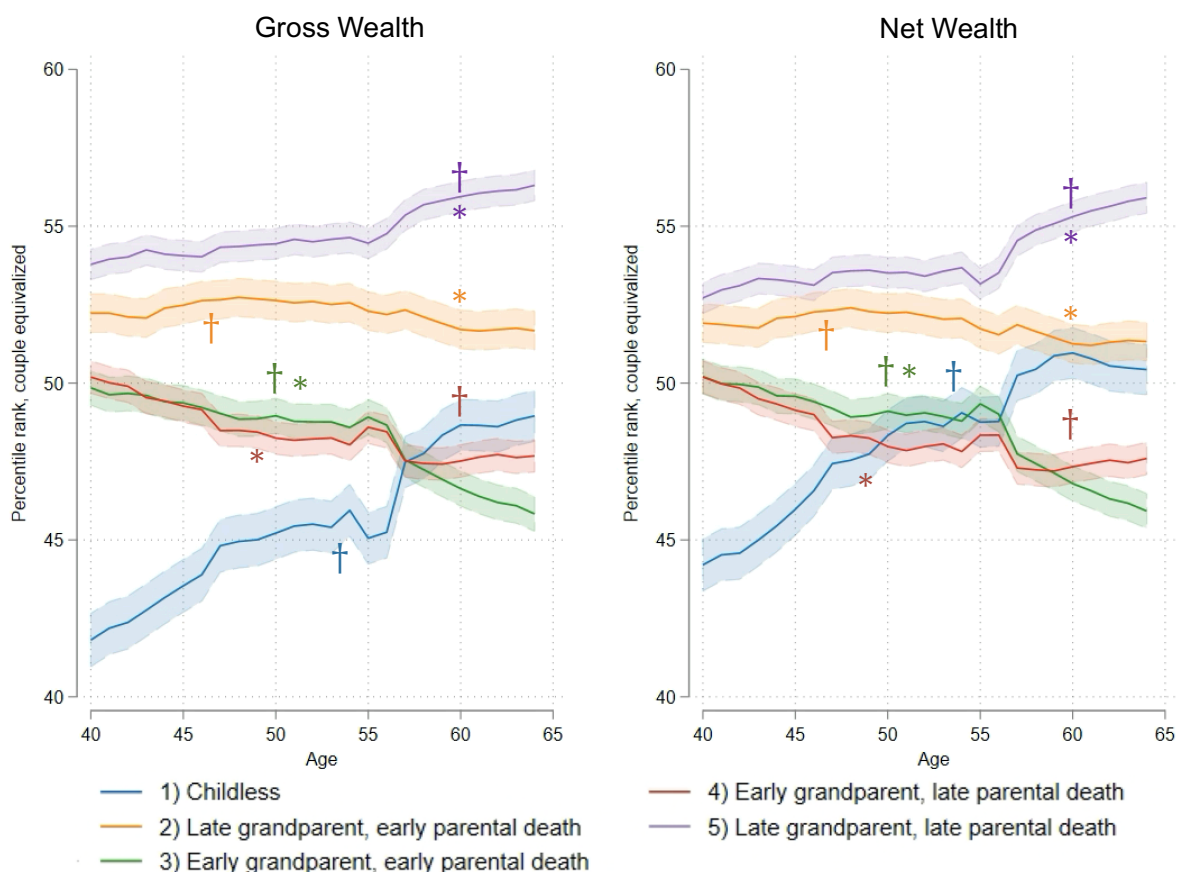 Gross Wealth
Net Wealth
Percentile rank, couple equivalized
60
55
50
45
40
† * † * † * † * †
40 45 50 55 60 65
Age
Percentile rank, couple equivalized
60
55
50
45
40
† * † * † * † * †
40 45 50 55 60 65
Age
1) Childless
2) Late grandparent, early parental death
3) Early grandparent, early parental death
4) Early grandparent, late parental death
5) Late grandparent, late parental death